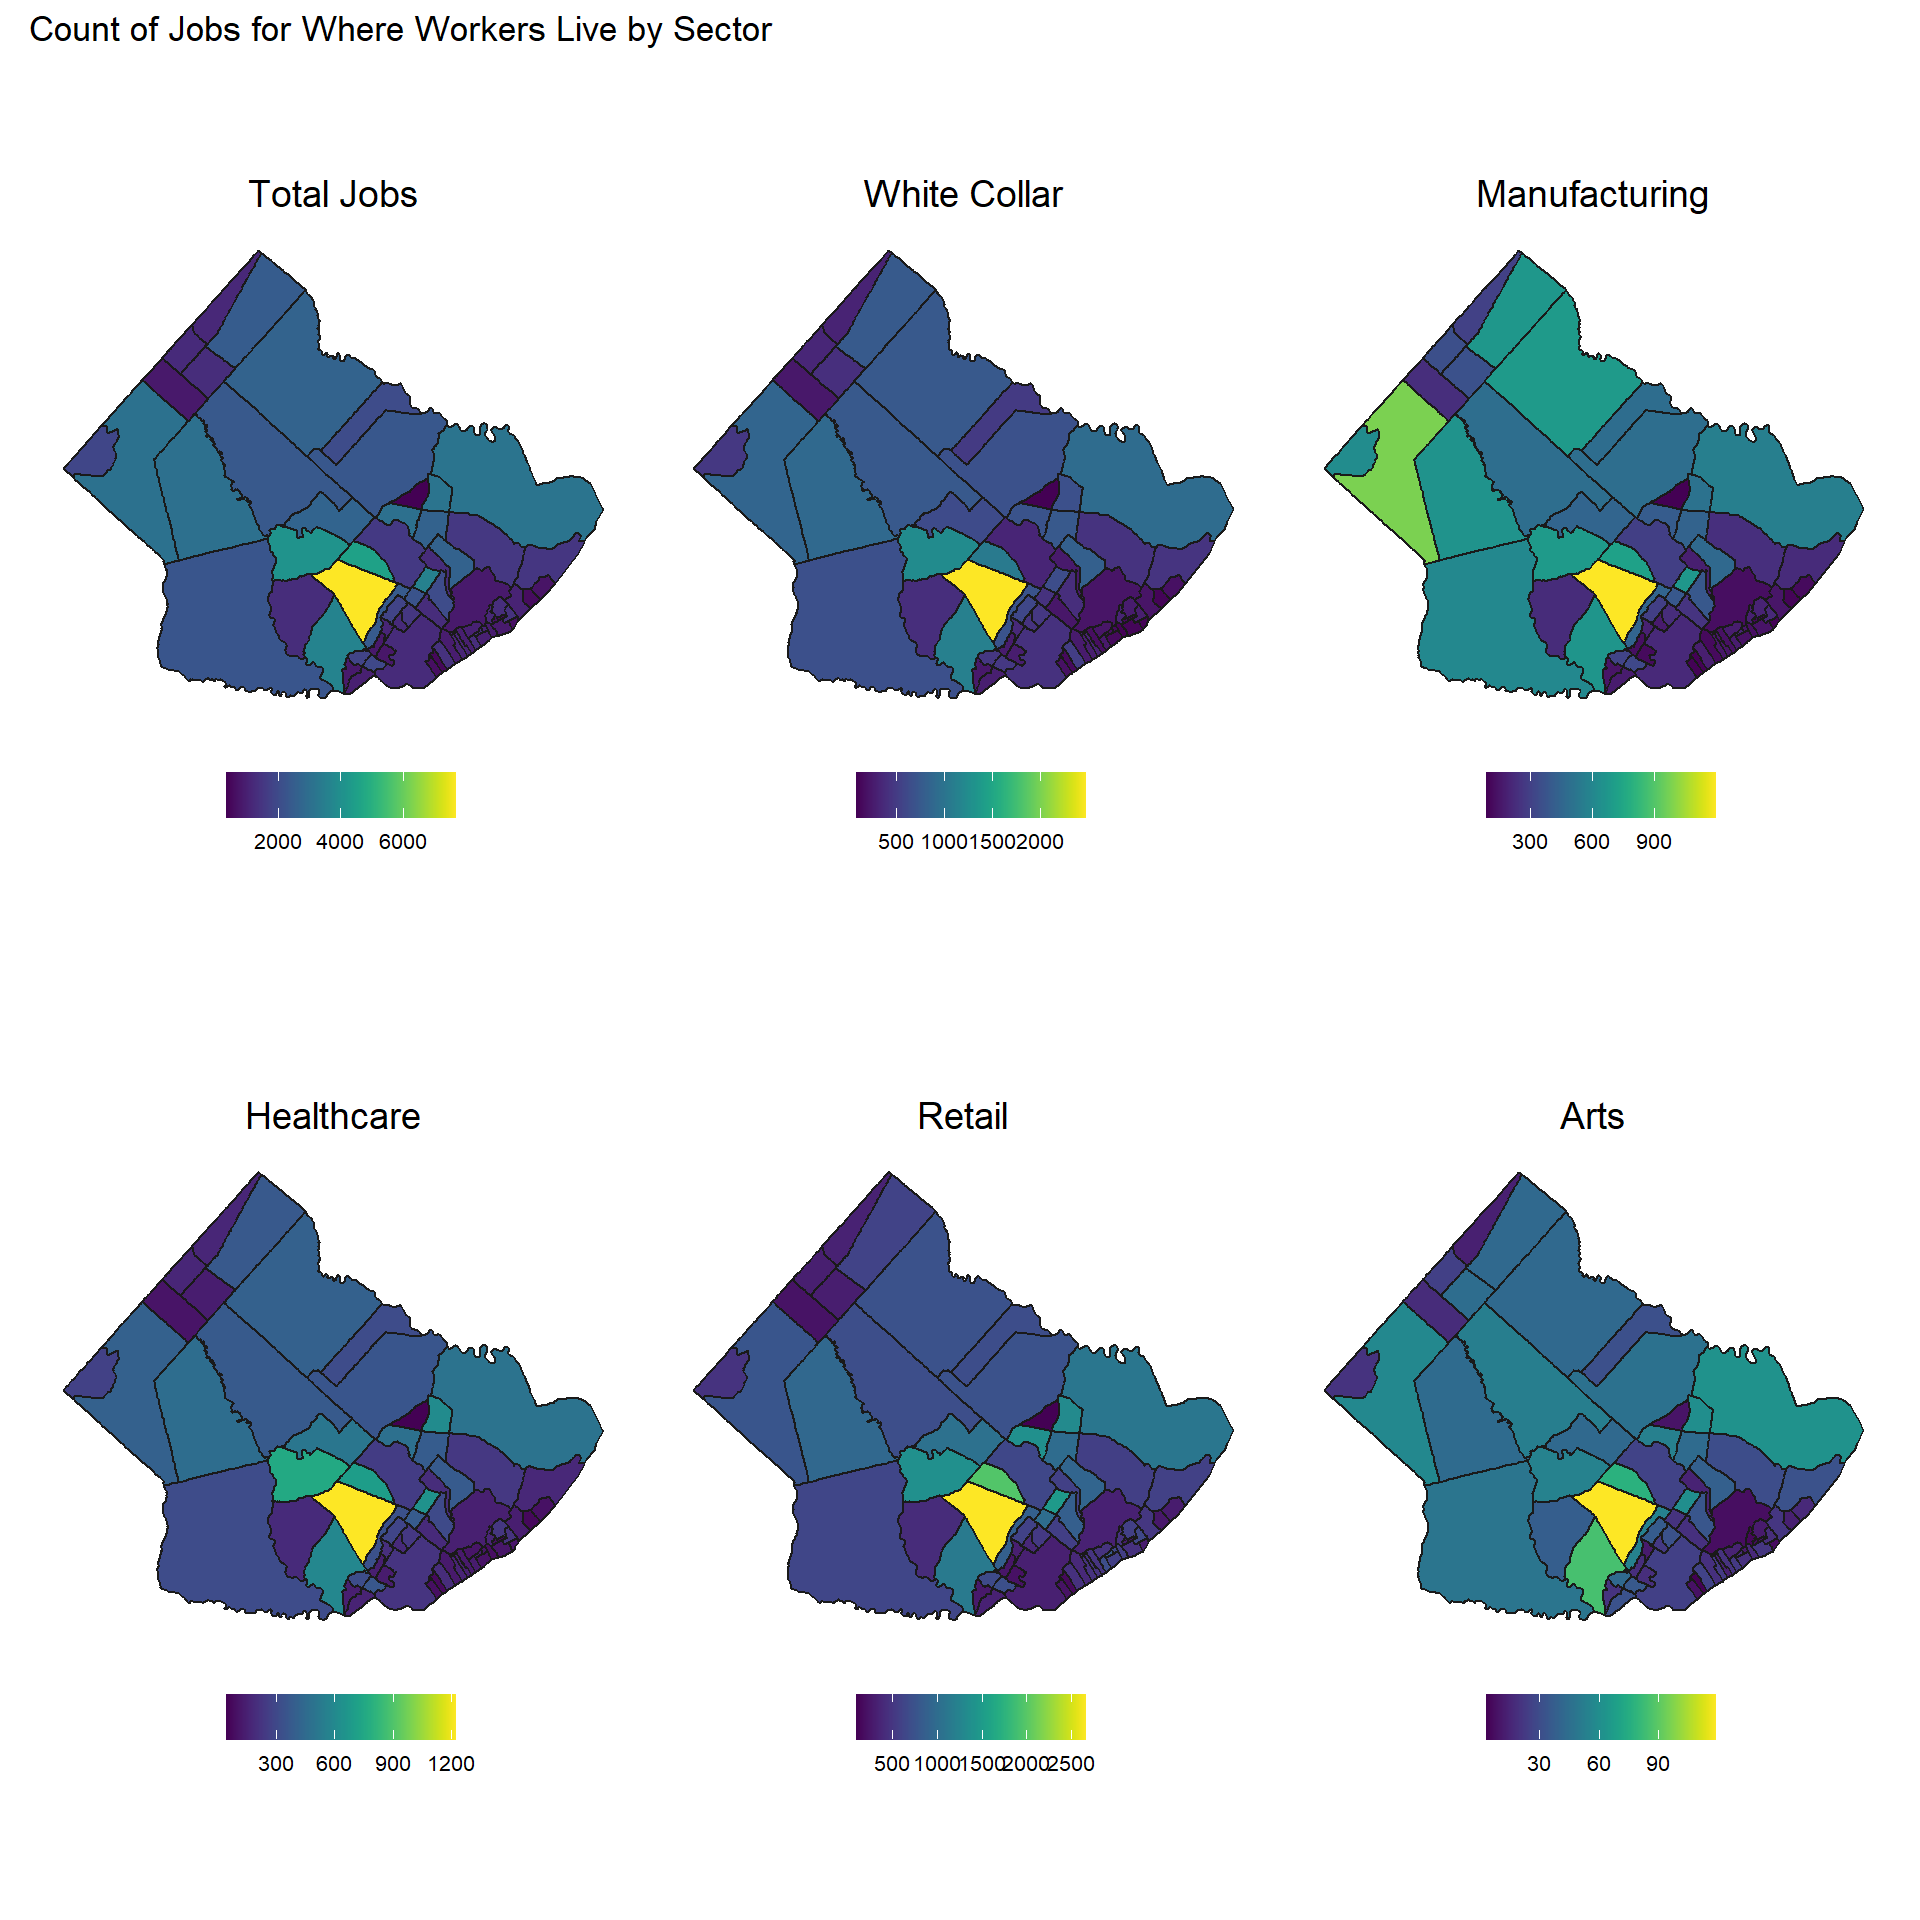 Count of Jobs for Where Workers Live by Sector
Total Jobs
White Collar
Manufacturing
2000 4000 6000
500 1000 1500 2000
300 600 900
Healthcare
Retail
Arts
300 600 900 1200
500 1000 1500 2000 2500
30 60 90